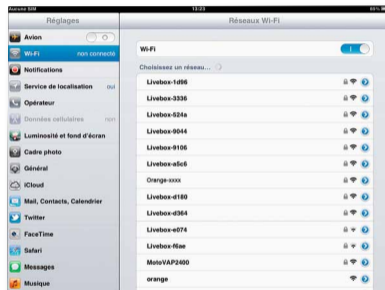 Aucune SIM 13:23 60%
Réglages
Réseaux Wi-Fi
Avion
Wi-Fi non connecté
Notifications
Service de localisation oui
Opérateur
Données cellulaires non
Luminosité et fond d'écran
Cadre photo
Général
iCloud
Mail, Contacts, Calendrier
Twitter
FaceTime
Safari
Messages
Musique
Wi-Fi
Choisissez un réseau...
Livebox-1d96
Livebox-3336
Livebox-524a
Livebox-9044
Livebox-9106
Livebox-a5c6
Orange-xxxx
Livebox-d180
Livebox-d364
Livebox-e074
Livebox-f6ae
MotoVAP2400
orange